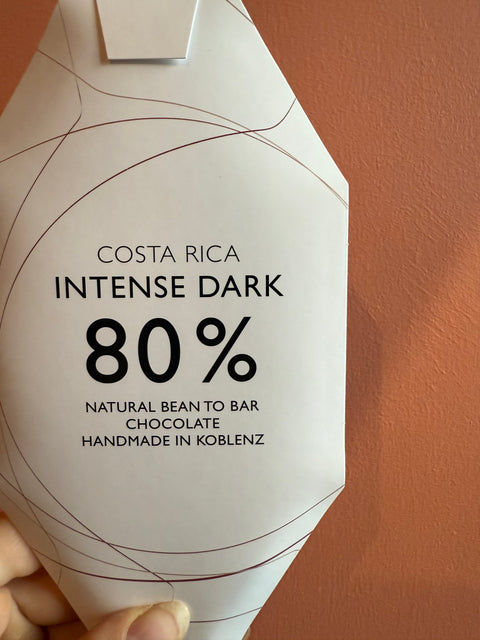 COSTA RICA
INTENSE DARK
80%
NATURAL BEAN TO BAR
CHOCOLATE
HANDMADE IN KOBLENZ